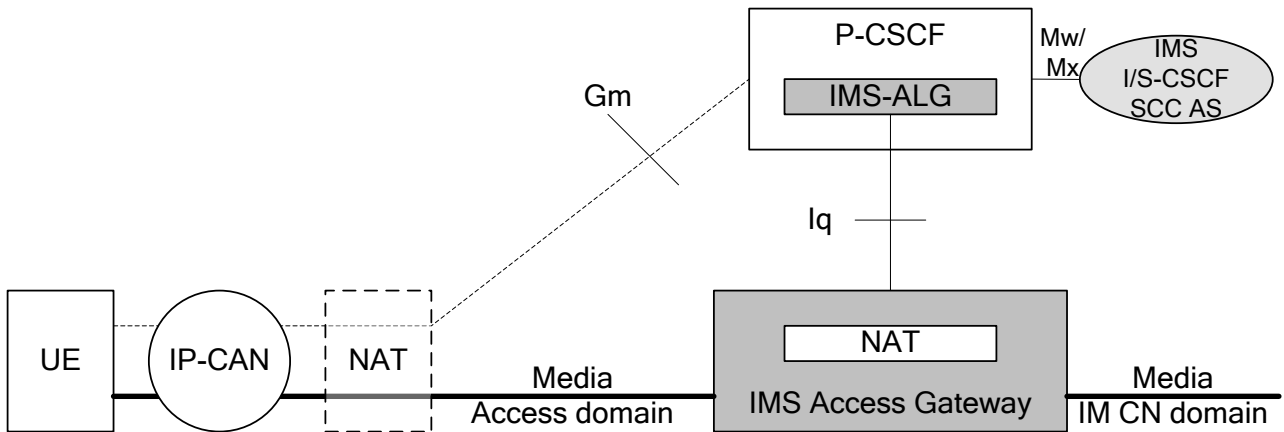 P-CSCF
Mw/
Mx
IMS
I/S-CSCF
SCC AS
IMS-ALG
Gm
Iq
UE
IP-CAN
NAT
NAT
Media
Access domain
IMS Access Gateway
Media
IM CN domain